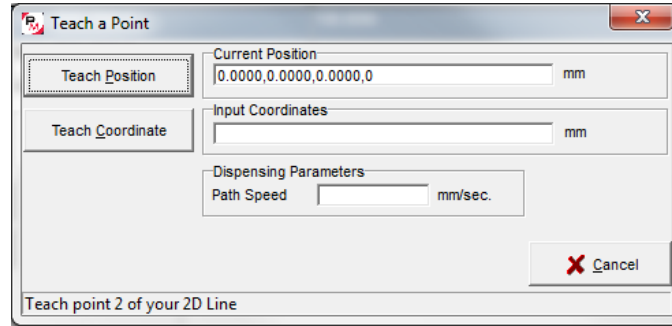 Teach a Point
Current Position
Teach Position
0.0000,0.0000,0.0000,0
mm
Input Coordinates
Teach Coordinate
mm
Dispensing Parameters
Path Speed
mm/sec.
Cancel
Teach point 2 of your 2D Line